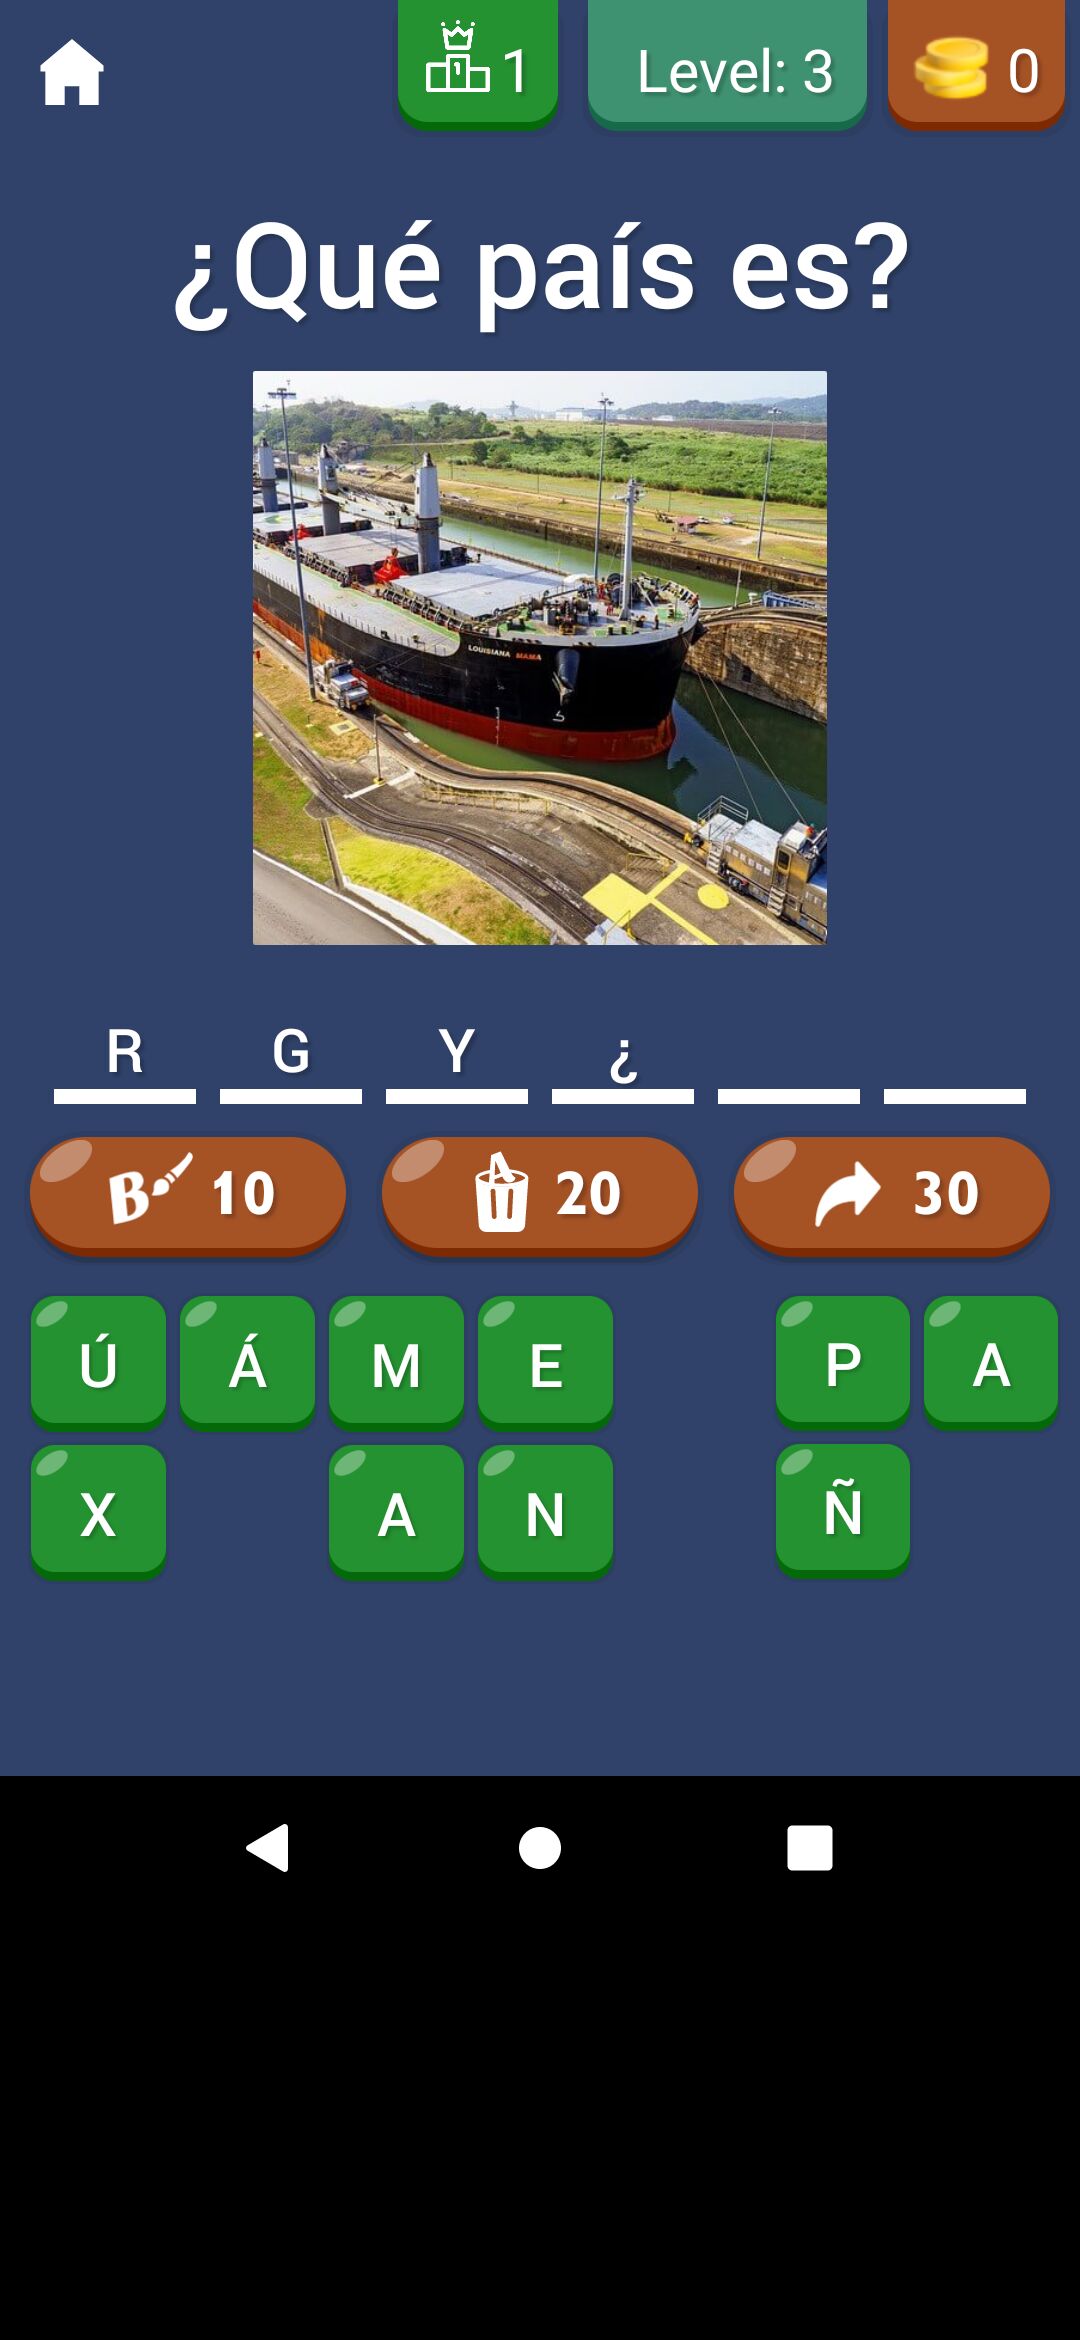 1
Level: 3
0
¿Qué país es?
LOUISIANA MAMA
R G Y ¿
B 10
20
30
Ú Á M E P A
X A N Ñ